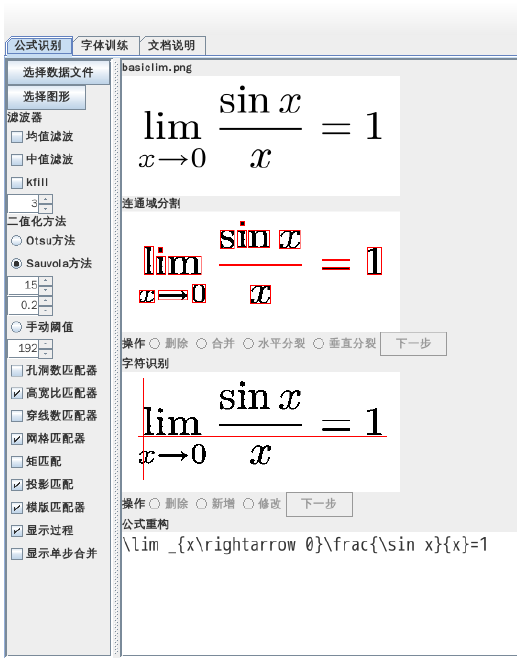 公式识别 字体训练 文档说明
选择数据文件
选择图形
滤波器
均值滤波
中值滤波
kfill
3
二值化方法
Otsu方法
Sauvola方法
15
0.2
手动阈值
192
孔洞数匹配器
高宽比匹配器
穿线数匹配器
网格匹配器
矩匹配
投影匹配
模版匹配器
显示过程
显示单步合并
basiclim.png
lim x→0 sin x / x = 1
连通域分割
lim x→0 sin x / x = 1
操作 删除 合并 水平分裂 垂直分裂 下一步
字符识别
lim x→0 sin x / x = 1
操作 删除 新增 修改 下一步
公式重构
\lim _{x\rightarrow 0}\frac{\sin x}{x}=1